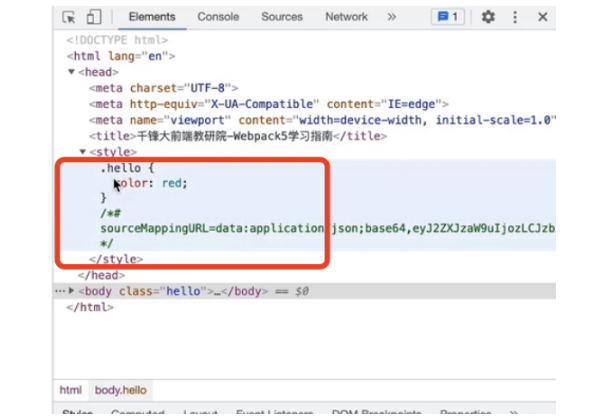 Elements Console Sources Network » 1
<!DOCTYPE html>
<html lang="en">
<head>
<meta charset="UTF-8">
<meta http-equiv="X-UA-Compatible" content="IE=edge">
<meta name="viewport" content="width=device-width, initial-scale=1.0"
<title>千锋大前端教研院-Webpack5学习指南</title>
<style>
.hello {
color: red;
}
/*#
sourceMappingURL=data:application/json;base64,eyJ2ZXJzaW9uIjozLCJzb
*/
</style>
</head>
<body class="hello">…</body> == $0
</html>
html body.hello
Styles Computed Layout Event Listeners DOM Breakpoints Properties »